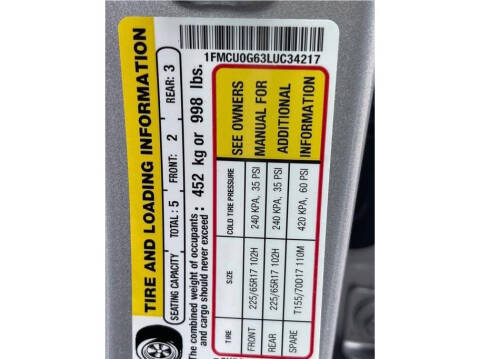 1FMCU0G63LUC34217
TIRE AND LOADING INFORMATION
SEATING CAPACITY TOTAL : 5 FRONT: 2 REAR: 3
The combined weight of occupants and cargo should never exceed : 452 kg or 998 lbs.
TIRE SIZE COLD TIRE PRESSURE
FRONT 225/65R17 102H 240 KPA, 35 PSI
REAR 225/65R17 102H 240 KPA, 35 PSI
SPARE T155/70D17 110M 420 KPA, 60 PSI
SEE OWNERS
MANUAL FOR
ADDITIONAL
INFORMATION